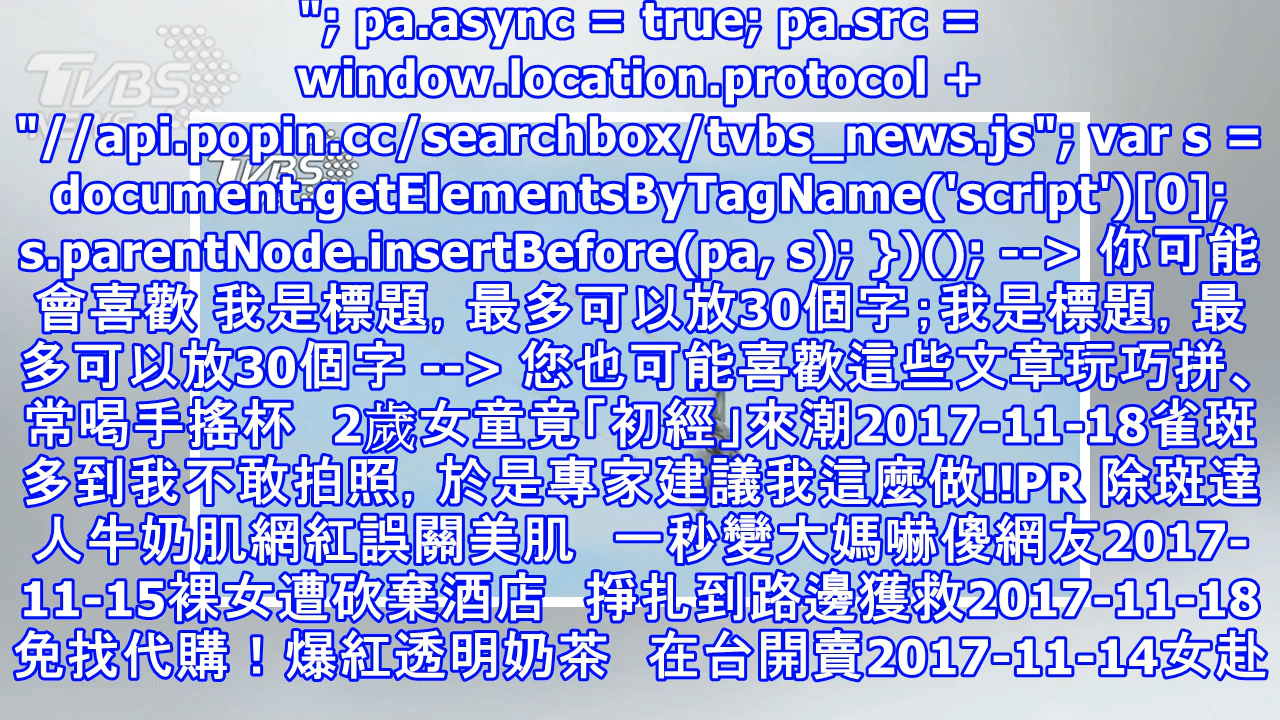 "; pa.async = true; pa.src =
window.location.protocol +
"//api.popin.cc/searchbox/tvbs_news.js"; var s =
document.getElementsByTagName('script')[0];
s.parentNode.insertBefore(pa, s); })(); --> 你可能
會喜歡 我是標題，最多可以放30個字；我是標題，最
多可以放30個字 --> 您也可能喜歡這些文章玩巧拼、
常喝手搖杯　2歲女童竟「初經」來潮2017-11-18雀斑
多到我不敢拍照，於是專家建議我這麼做!!PR 除斑達
人牛奶肌網紅誤關美肌　一秒變大媽嚇傻網友2017-
11-15裸女遭砍棄酒店　掙扎到路邊獲救2017-11-18
免找代購！爆紅透明奶茶　在台開賣2017-11-14女赴
TVBS
NEWS
TVBS